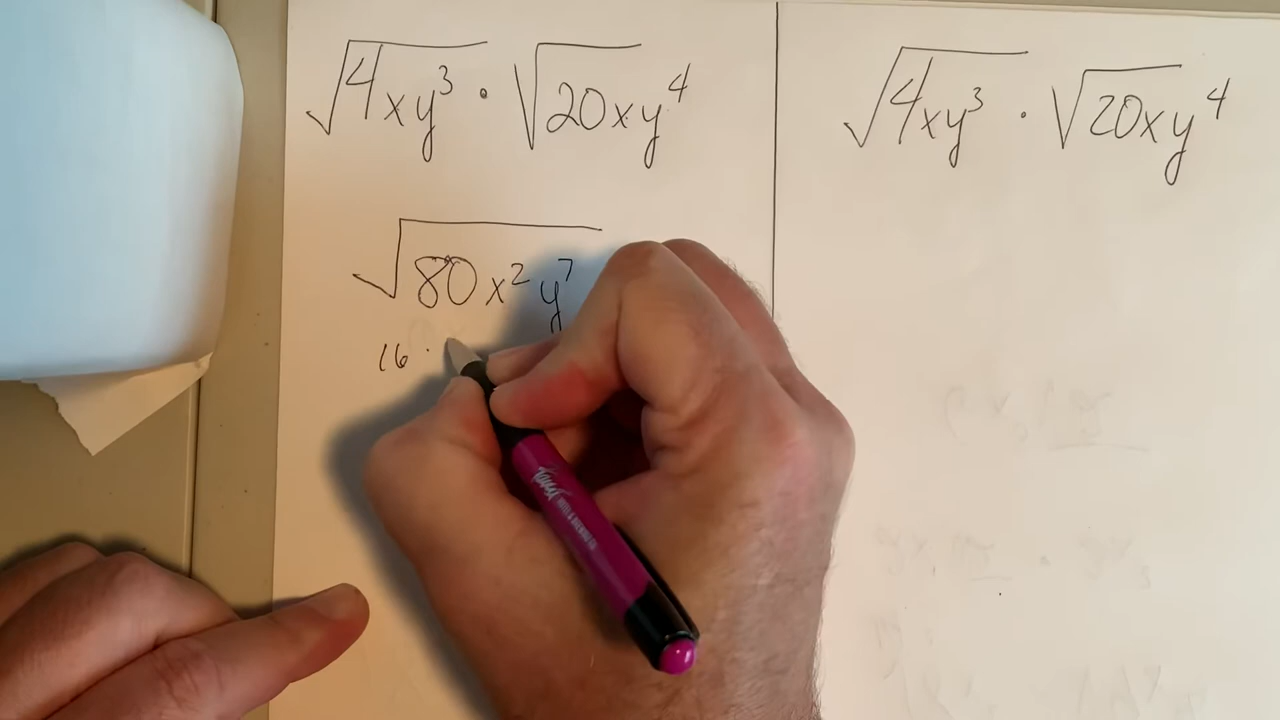 √4xy³ · √20xy⁴
√80x²y⁷
16 ·
√4xy³ · √20xy⁴